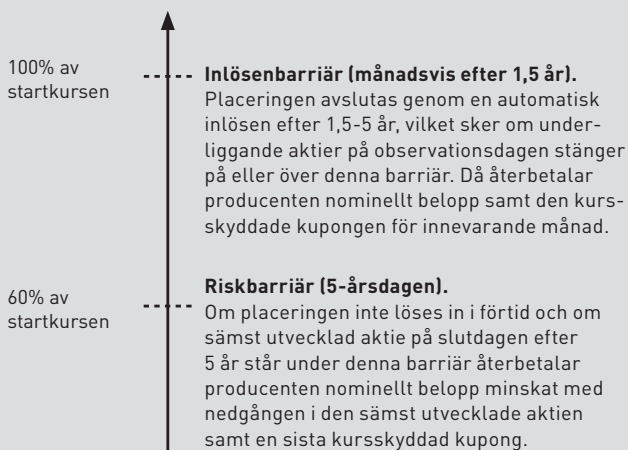 100% av
startkursen
Inlösenbarriär (månadsvis efter 1,5 år).
Placeringen avslutas genom en automatisk
inlösen efter 1,5-5 år, vilket sker om under-
liggande aktier på observationsdagen stänger
på eller över denna barriär. Då återbetalar
producenten nominellt belopp samt den kurs-
skyddade kupongen för innevarande månad.
60% av
startkursen
Riskbarriär (5-årsdagen).
Om placeringen inte löses in i förtid och om
sämst utvecklad aktie på slutdagen efter
5 år står under denna barriär återbetalar
producenten nominellt belopp minskat med
nedgången i den sämst utvecklade aktien
samt en sista kursskyddad kupong.